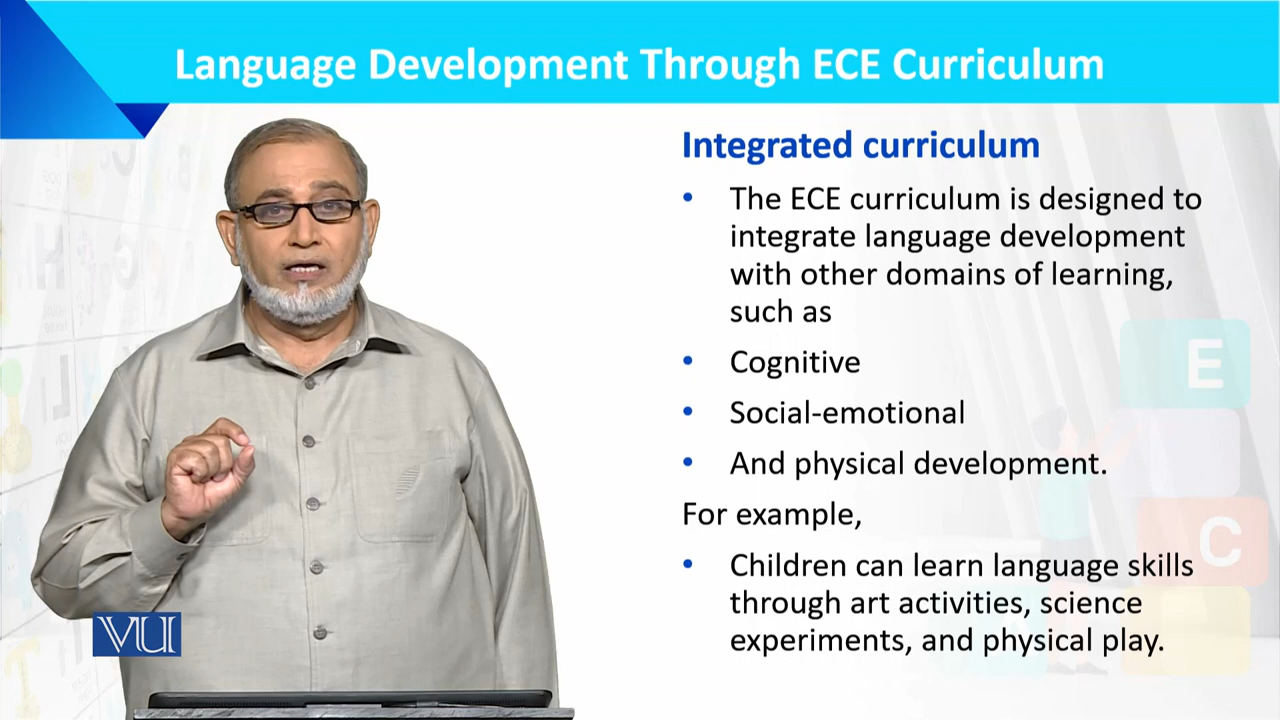 Language Development Through ECE Curriculum
Integrated curriculum
• The ECE curriculum is designed to
integrate language development
with other domains of learning,
such as
• Cognitive
• Social-emotional
• And physical development.
For example,
• Children can learn language skills
through art activities, science
experiments, and physical play.
E
C
VU